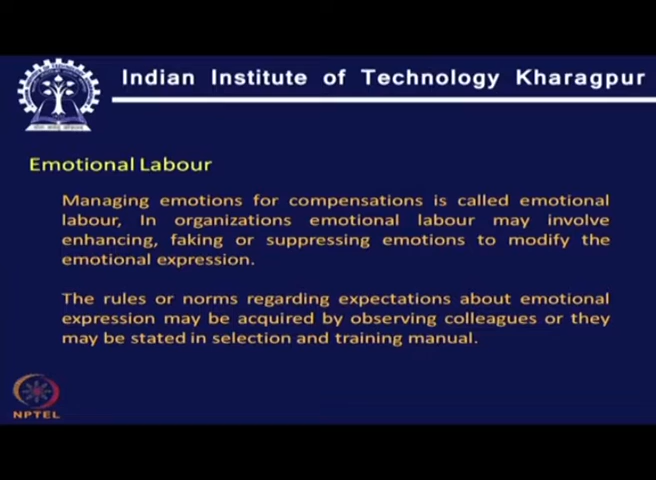 Indian Institute of Technology Kharagpur
Emotional Labour
Managing emotions for compensations is called emotional
labour, In organizations emotional labour may involve
enhancing, faking or suppressing emotions to modify the
emotional expression.
The rules or norms regarding expectations about emotional
expression may be acquired by observing colleagues or they
may be stated in selection and training manual.
NPTEL